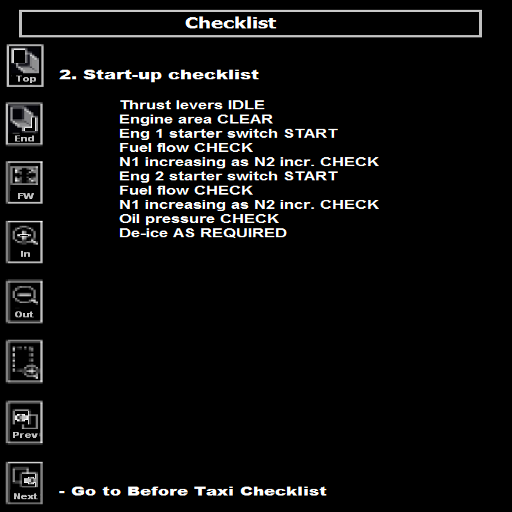 Checklist
Top
2. Start-up checklist
Thrust levers IDLE
Engine area CLEAR
End
Eng 1 starter switch START
Fuel flow CHECK
N1 increasing as N2 incr. CHECK
Eng 2 starter switch START
FW
Fuel flow CHECK
N1 increasing as N2 incr. CHECK
Oil pressure CHECK
De-ice AS REQUIRED
In
Out
Prev
Next
- Go to Before Taxi Checklist